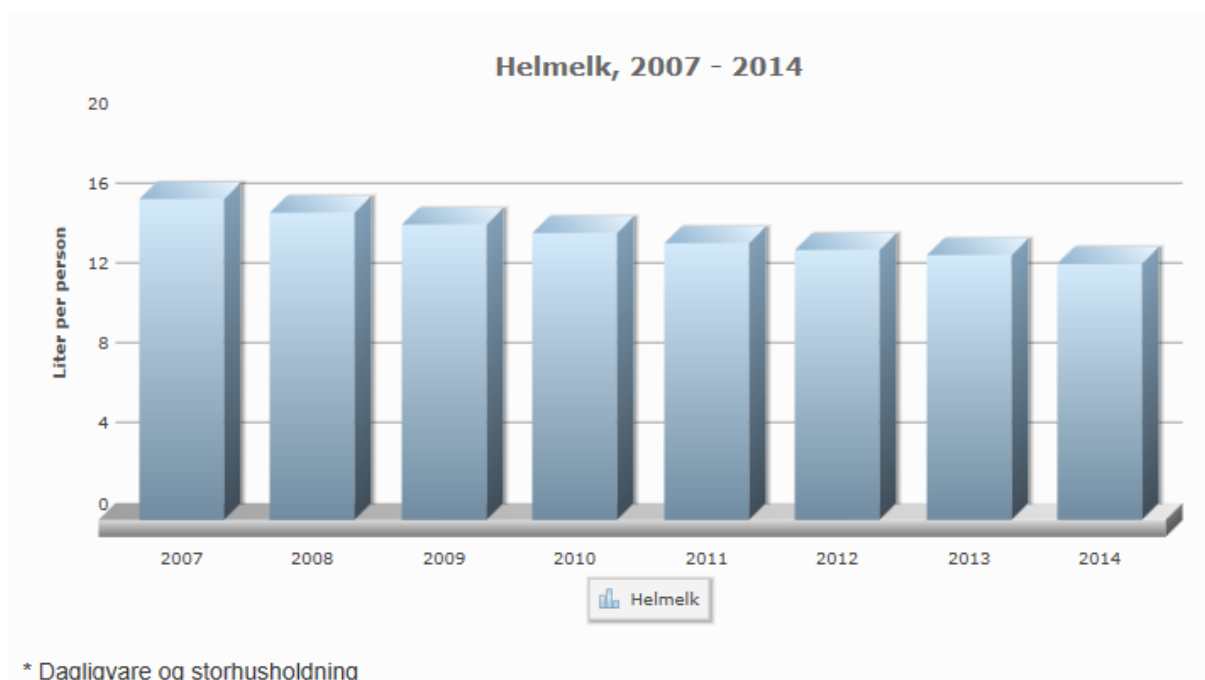 Helmelk, 2007 - 2014
20
16
12
8
4
0
Liter per person
2007 2008 2009 2010 2011 2012 2013 2014
Helmelk
* Dagligvare og storhusholdning